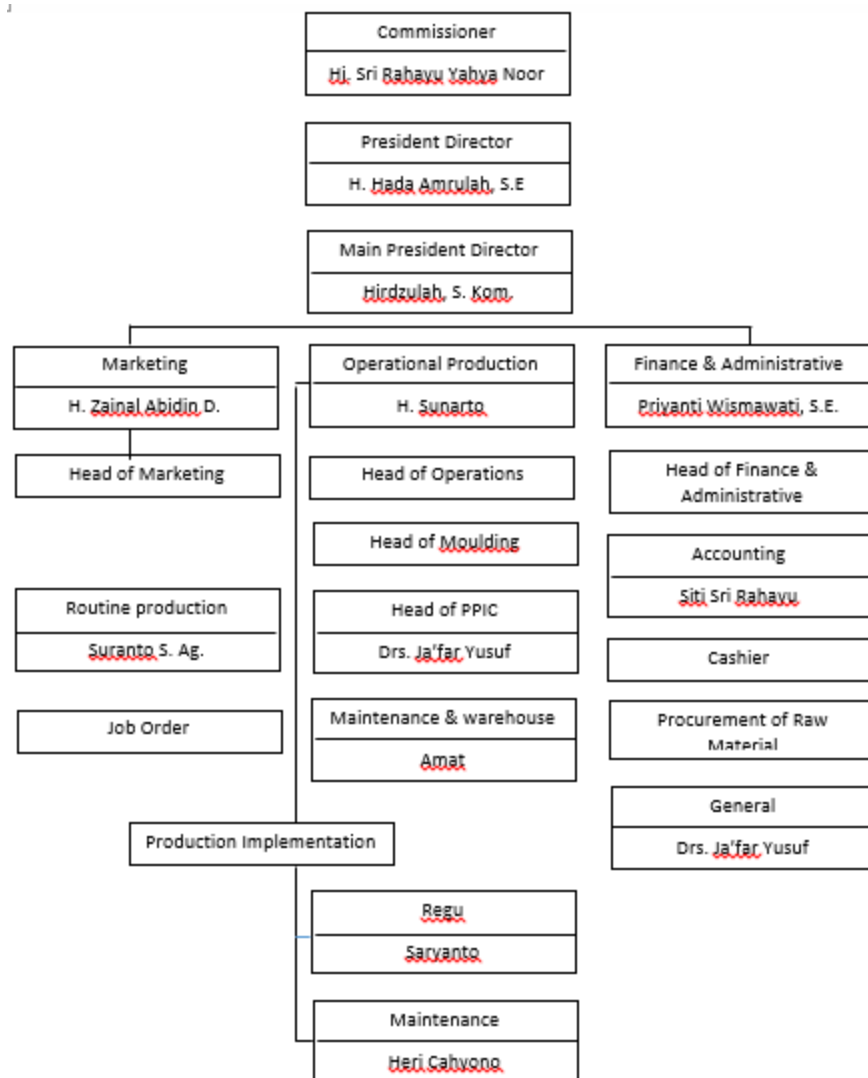 Commissioner
Hj. Sri Rahayu Yahya Noor
President Director
H. Hada Amrulah, S.E
Main President Director
Hirdzulah, S. Kom.
Marketing
H. Zainal Abidin D.
Head of Marketing
Routine production
Suranto S. Ag.
Job Order
Operational Production
H. Sunarto
Head of Operations
Head of Moulding
Head of PPIC
Drs. Ja'far Yusuf
Maintenance & warehouse
Amat
Finance & Administrative
Priyanti Wismawati, S.E.
Head of Finance &
Administrative
Accounting
Siti Sri Rahayu
Cashier
Procurement of Raw
Material
General
Drs. Ja'far Yusuf
Production Implementation
Regu
Saryanto
Maintenance
Heri Cahyono